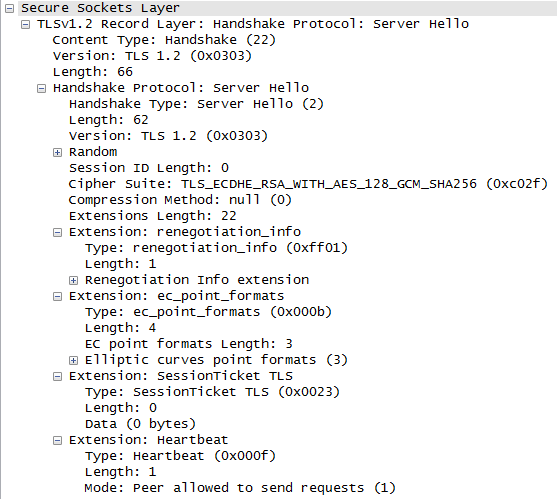 Secure Sockets Layer
TLSv1.2 Record Layer: Handshake Protocol: Server Hello
Content Type: Handshake (22)
Version: TLS 1.2 (0x0303)
Length: 66
Handshake Protocol: Server Hello
Handshake Type: Server Hello (2)
Length: 62
Version: TLS 1.2 (0x0303)
Random
Session ID Length: 0
Cipher Suite: TLS_ECDHE_RSA_WITH_AES_128_GCM_SHA256 (0xc02f)
Compression Method: null (0)
Extensions Length: 22
Extension: renegotiation_info
Type: renegotiation_info (0xff01)
Length: 1
Renegotiation Info extension
Extension: ec_point_formats
Type: ec_point_formats (0x000b)
Length: 4
EC point formats Length: 3
Elliptic curves point formats (3)
Extension: SessionTicket TLS
Type: SessionTicket TLS (0x0023)
Length: 0
Data (0 bytes)
Extension: Heartbeat
Type: Heartbeat (0x000f)
Length: 1
Mode: Peer allowed to send requests (1)